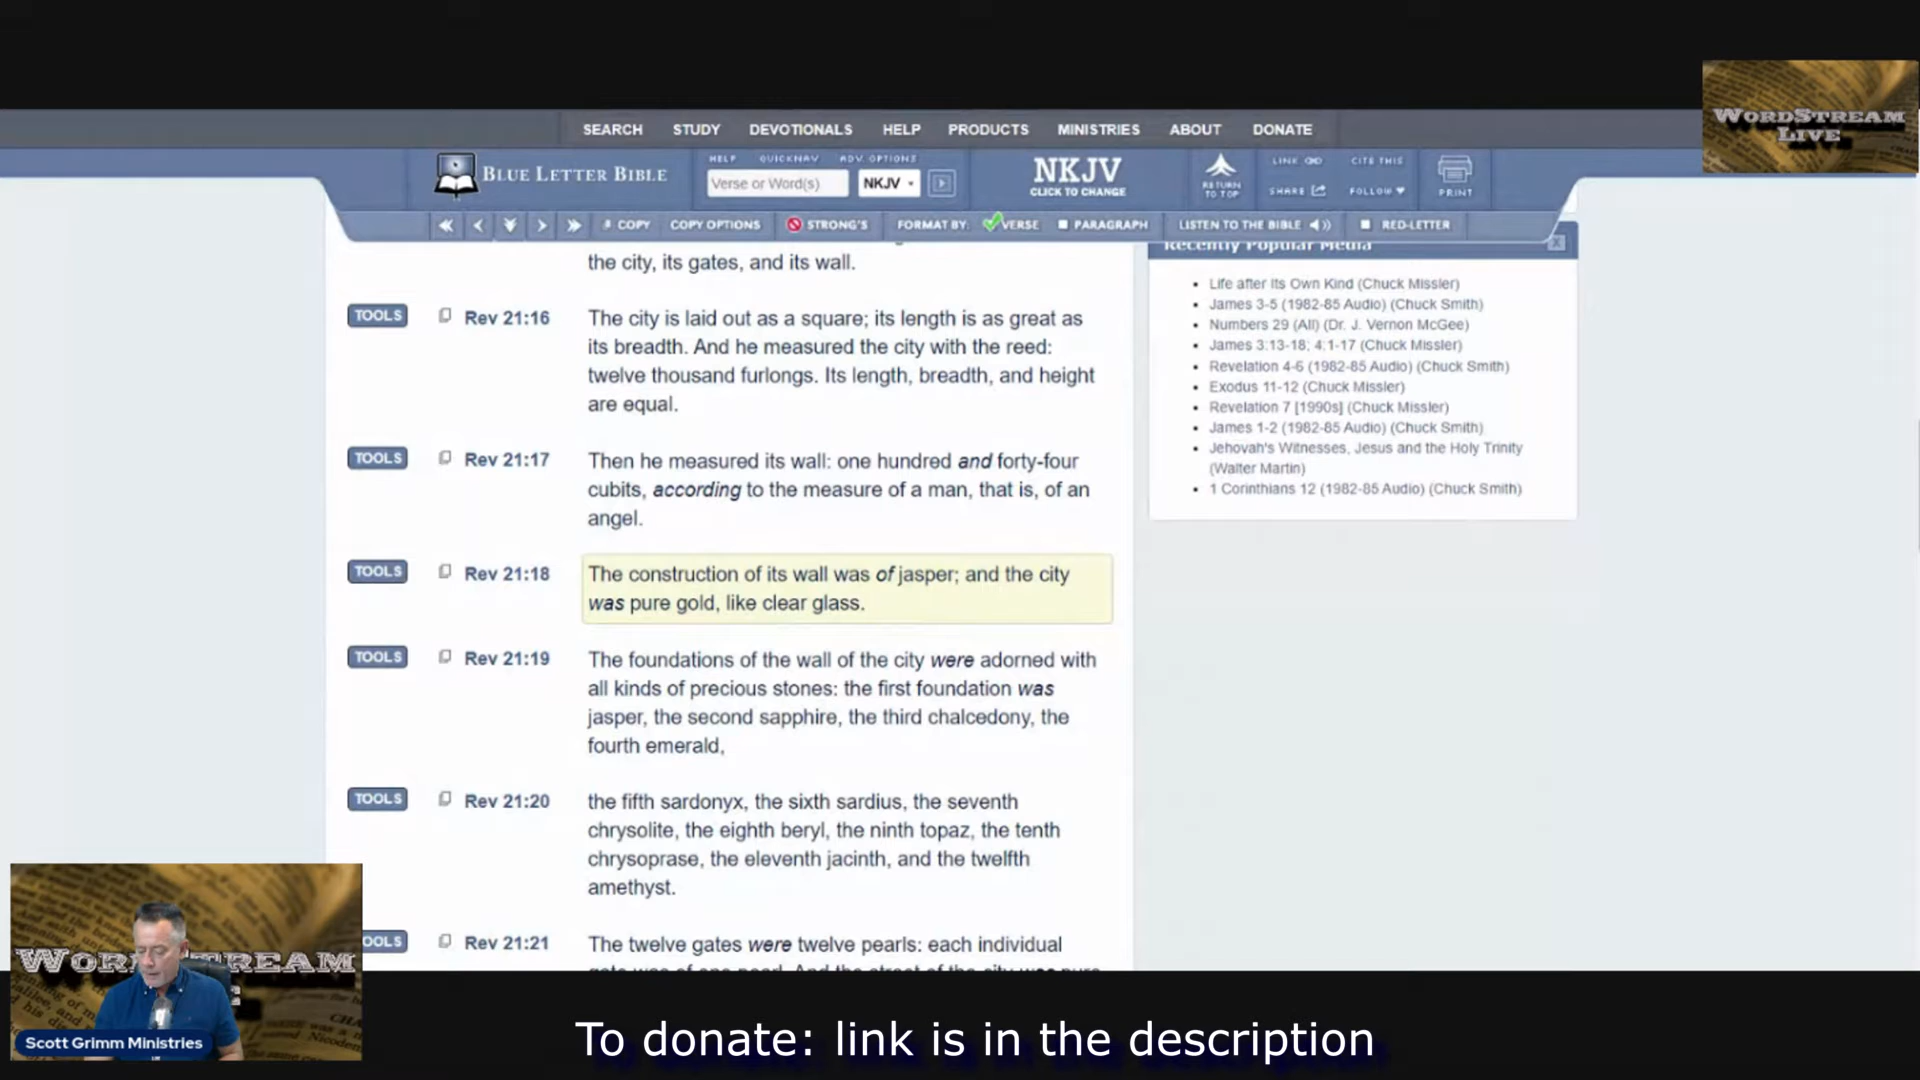 WORDSTREAM
LIVE
SEARCH STUDY DEVOTIONALS HELP PRODUCTS MINISTRIES ABOUT DONATE
BLUE LETTER BIBLE
HELP QUICKNAV ADV. OPTIONS
Verse or Word(s) NKJV
NKJV
CLICK TO CHANGE
RETURN
TO TOP
LINK CITE THIS
SHARE FOLLOW
PRINT
COPY COPY OPTIONS STRONG'S FORMAT BY: VERSE PARAGRAPH LISTEN TO THE BIBLE RED-LETTER
the city, its gates, and its wall.
TOOLS Rev 21:16 The city is laid out as a square; its length is as great as
its breadth. And he measured the city with the reed:
twelve thousand furlongs. Its length, breadth, and height
are equal.
TOOLS Rev 21:17 Then he measured its wall: one hundred and forty-four
cubits, according to the measure of a man, that is, of an
angel.
TOOLS Rev 21:18 The construction of its wall was of jasper; and the city
was pure gold, like clear glass.
TOOLS Rev 21:19 The foundations of the wall of the city were adorned with
all kinds of precious stones: the first foundation was
jasper, the second sapphire, the third chalcedony, the
fourth emerald,
TOOLS Rev 21:20 the fifth sardonyx, the sixth sardius, the seventh
chrysolite, the eighth beryl, the ninth topaz, the tenth
chrysoprase, the eleventh jacinth, and the twelfth
amethyst.
OOLS Rev 21:21 The twelve gates were twelve pearls: each individual
Recently Popular Media
Life after Its Own Kind (Chuck Missler)
James 3-5 (1982-85 Audio) (Chuck Smith)
Numbers 29 (All) (Dr. J. Vernon McGee)
James 3:13-18; 4:1-17 (Chuck Missler)
Revelation 4-6 (1982-85 Audio) (Chuck Smith)
Exodus 11-12 (Chuck Missler)
Revelation 7 [1990s] (Chuck Missler)
James 1-2 (1982-85 Audio) (Chuck Smith)
Jehovah's Witnesses, Jesus and the Holy Trinity
(Walter Martin)
1 Corinthians 12 (1982-85 Audio) (Chuck Smith)
Scott Grimm Ministries
To donate: link is in the description